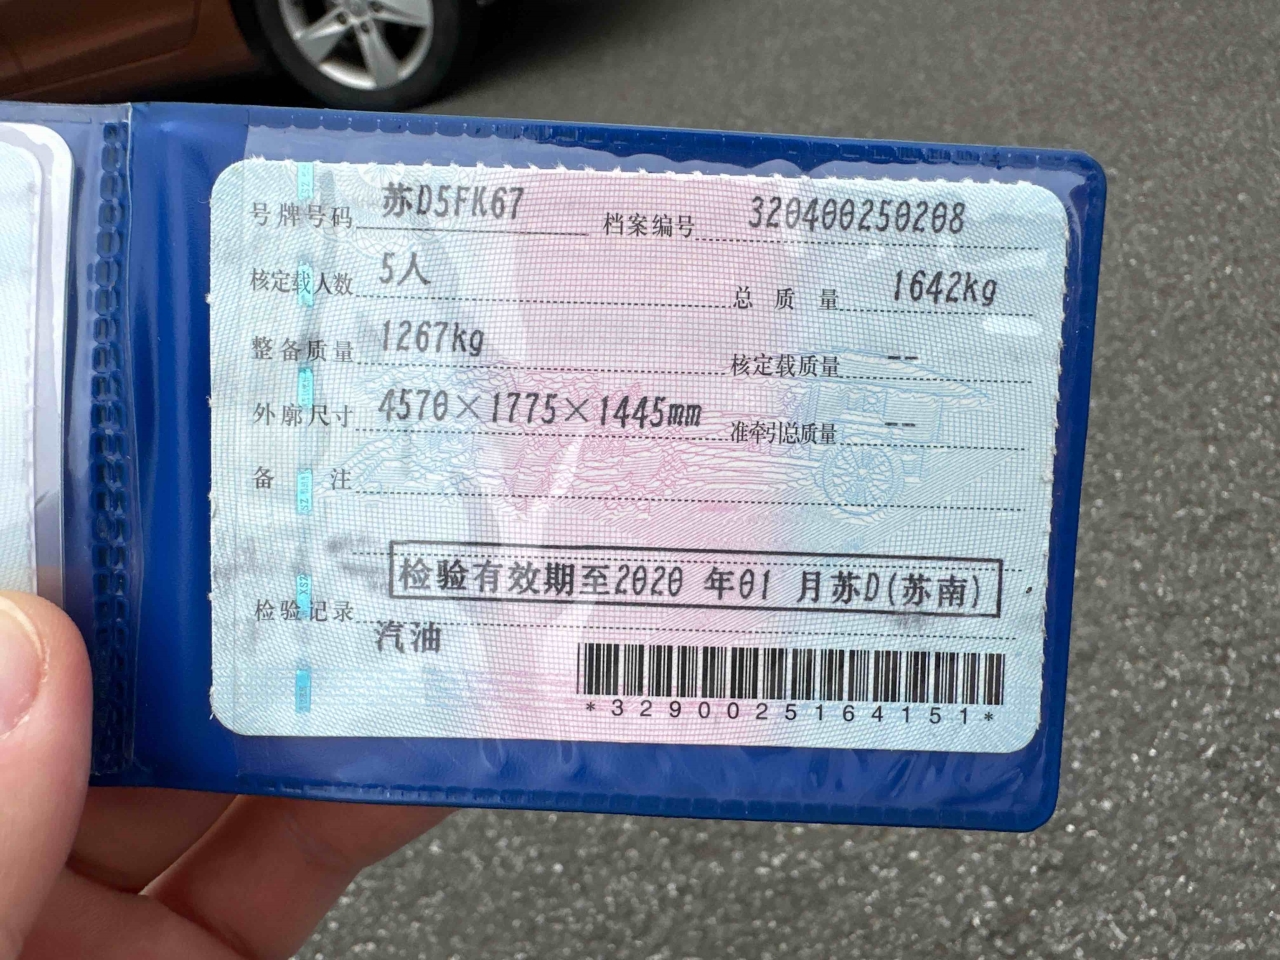 号牌号码 苏D5FK67 档案编号 320400250208
核定载人数 5人 总质量 1642kg
整备质量 1267kg 核定载质量 --
外廓尺寸 4570×1775×1445mm 准牵引总质量 --
备注
检验有效期至2020 年01 月苏D(苏南)
检验记录
汽油
*3290025164151*